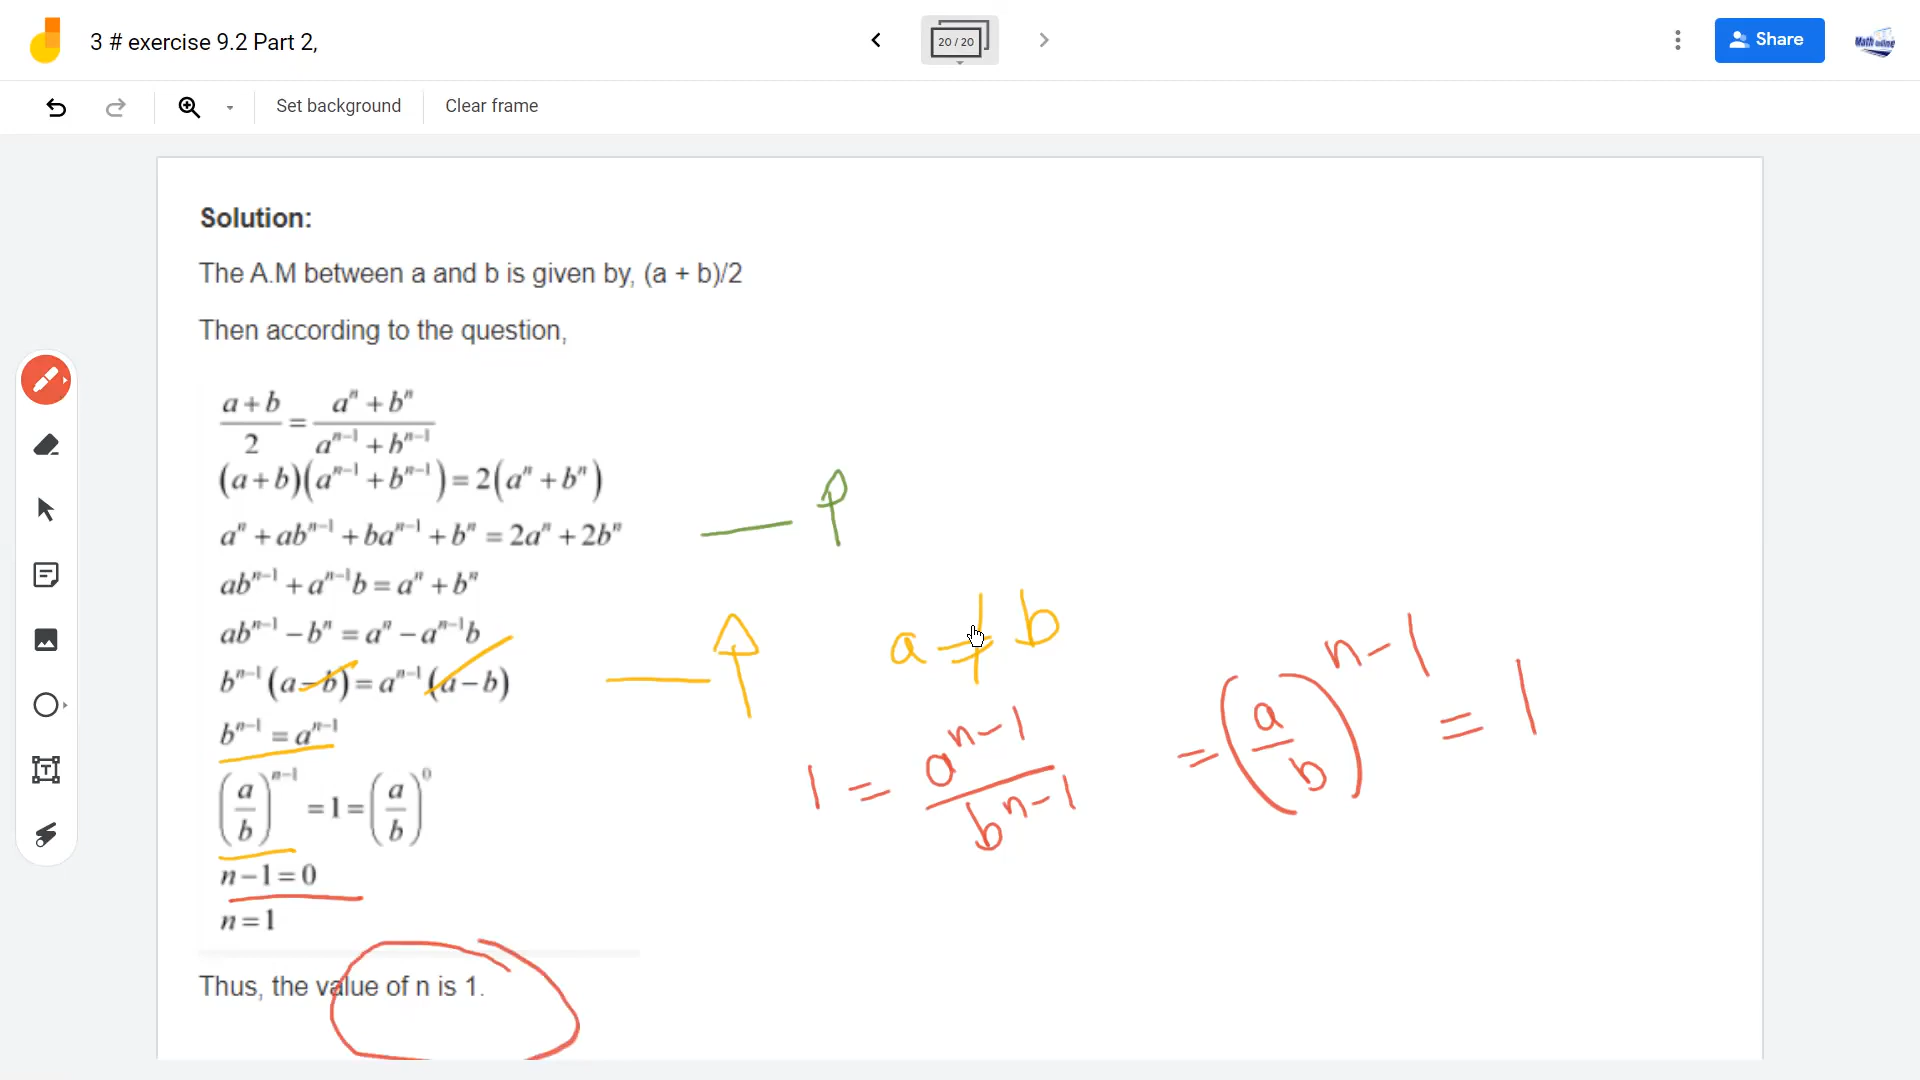 3 # exercise 9.2 Part 2,
20 / 20
Share
Math online
Set background
Clear frame
Solution:
The A.M between a and b is given by, (a + b)/2
Then according to the question,
(a+b)/2 = (aⁿ + bⁿ)/(aⁿ⁻¹ + bⁿ⁻¹)
(a+b)(aⁿ⁻¹ + bⁿ⁻¹) = 2(aⁿ + bⁿ)
aⁿ + abⁿ⁻¹ + baⁿ⁻¹ + bⁿ = 2aⁿ + 2bⁿ
abⁿ⁻¹ + aⁿ⁻¹b = aⁿ + bⁿ
abⁿ⁻¹ − bⁿ = aⁿ − aⁿ⁻¹b
a ≠ b
bⁿ⁻¹(a−b) = aⁿ⁻¹(a−b)
bⁿ⁻¹ = aⁿ⁻¹
1 = aⁿ⁻¹/bⁿ⁻¹ = (a/b)ⁿ⁻¹ = 1
(a/b)ⁿ⁻¹ = 1 = (a/b)⁰
n−1 = 0
n = 1
Thus, the value of n is 1.